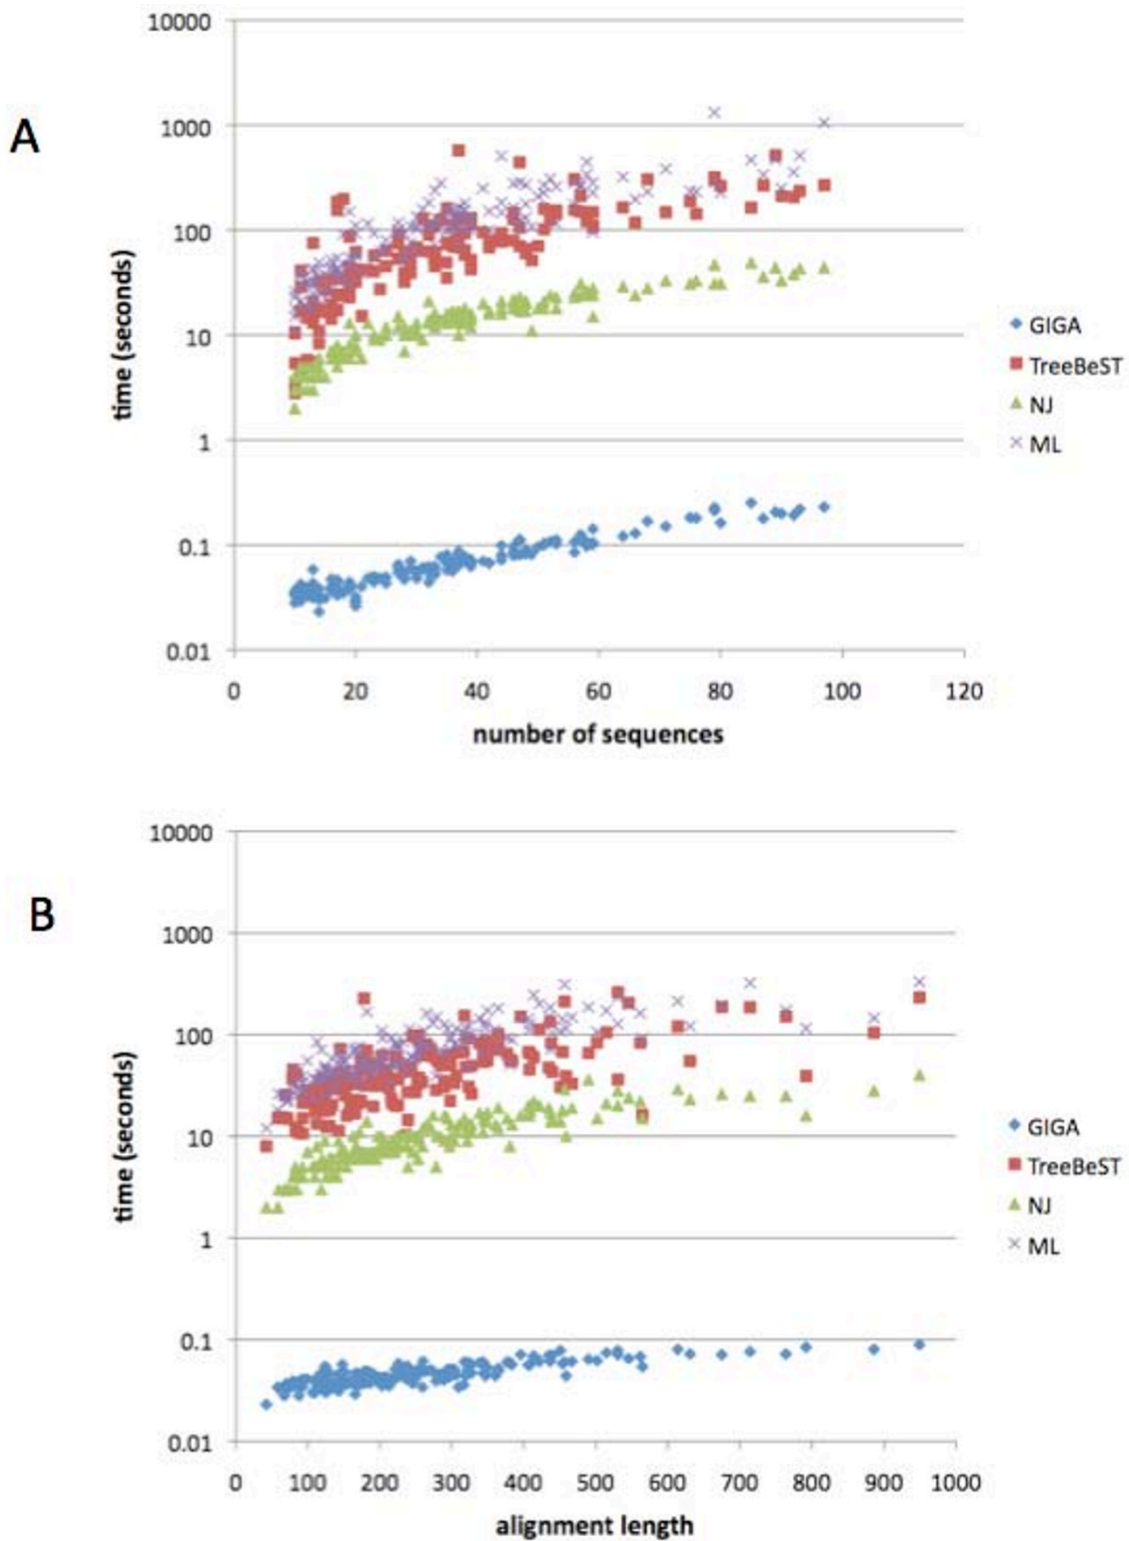 A
10000
1000
100
10
1
0.1
0.01
time (seconds)
0 20 40 60 80 100 120
number of sequences
GIGA
TreeBeST
NJ
ML
B
10000
1000
100
10
1
0.1
0.01
time (seconds)
0 100 200 300 400 500 600 700 800 900 1000
alignment length
GIGA
TreeBeST
NJ
ML